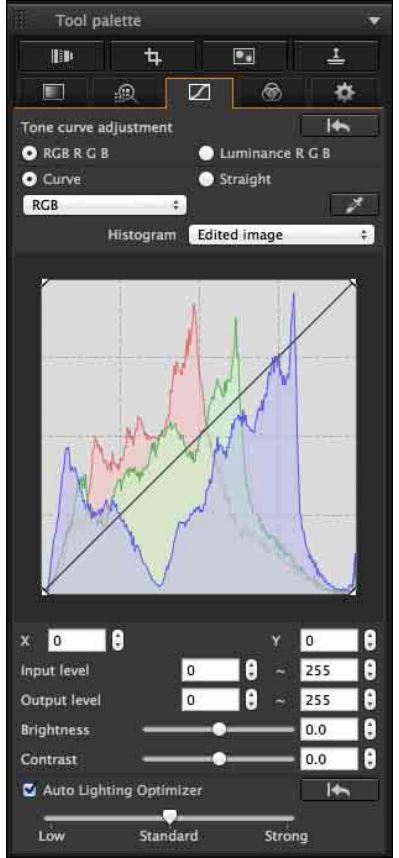 Tool palette
Tone curve adjustment
RGB R G B Luminance R G B
Curve Straight
RGB
Histogram Edited image
X 0 Y 0
Input level 0 ~ 255
Output level 0 ~ 255
Brightness 0.0
Contrast 0.0
Auto Lighting Optimizer
Low Standard Strong